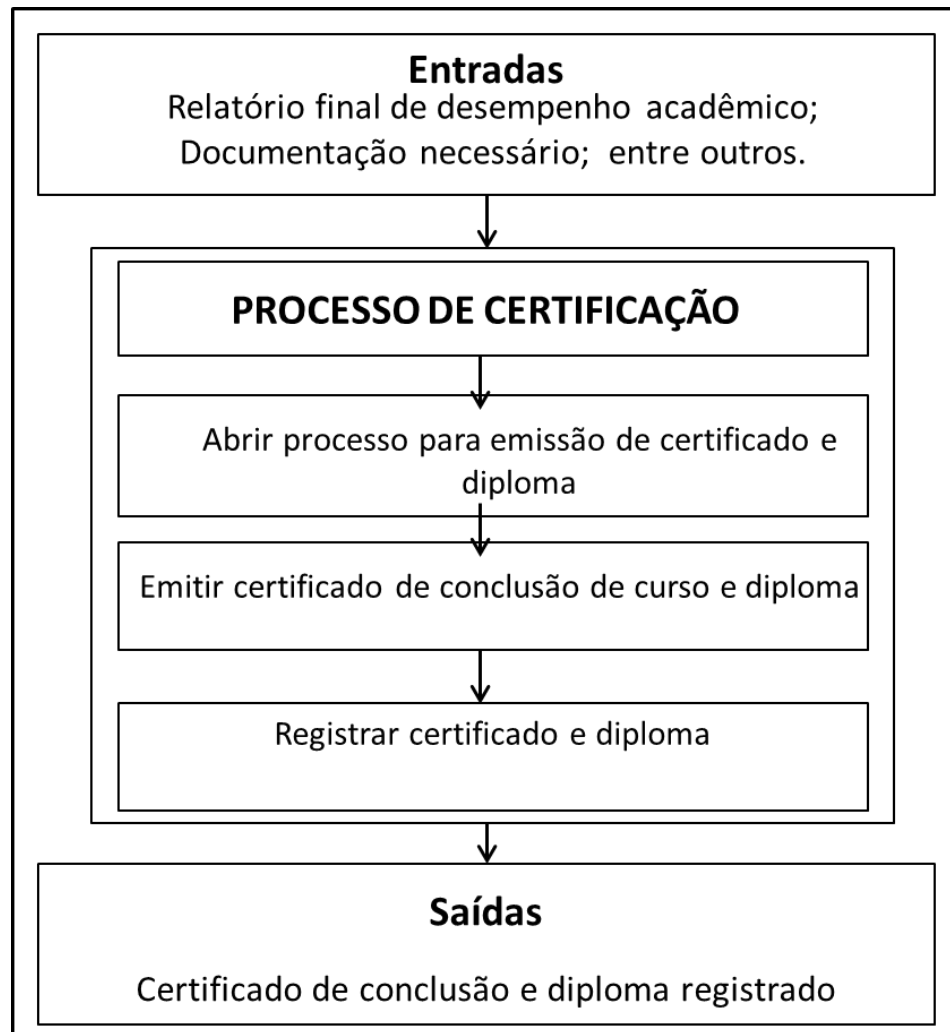 Entradas
Relatório final de desempenho acadêmico;
Documentação necessário; entre outros.
PROCESSO DE CERTIFICAÇÃO
Abrir processo para emissão de certificado e
diploma
Emitir certificado de conclusão de curso e diploma
Registrar certificado e diploma
Saídas
Certificado de conclusão e diploma registrado